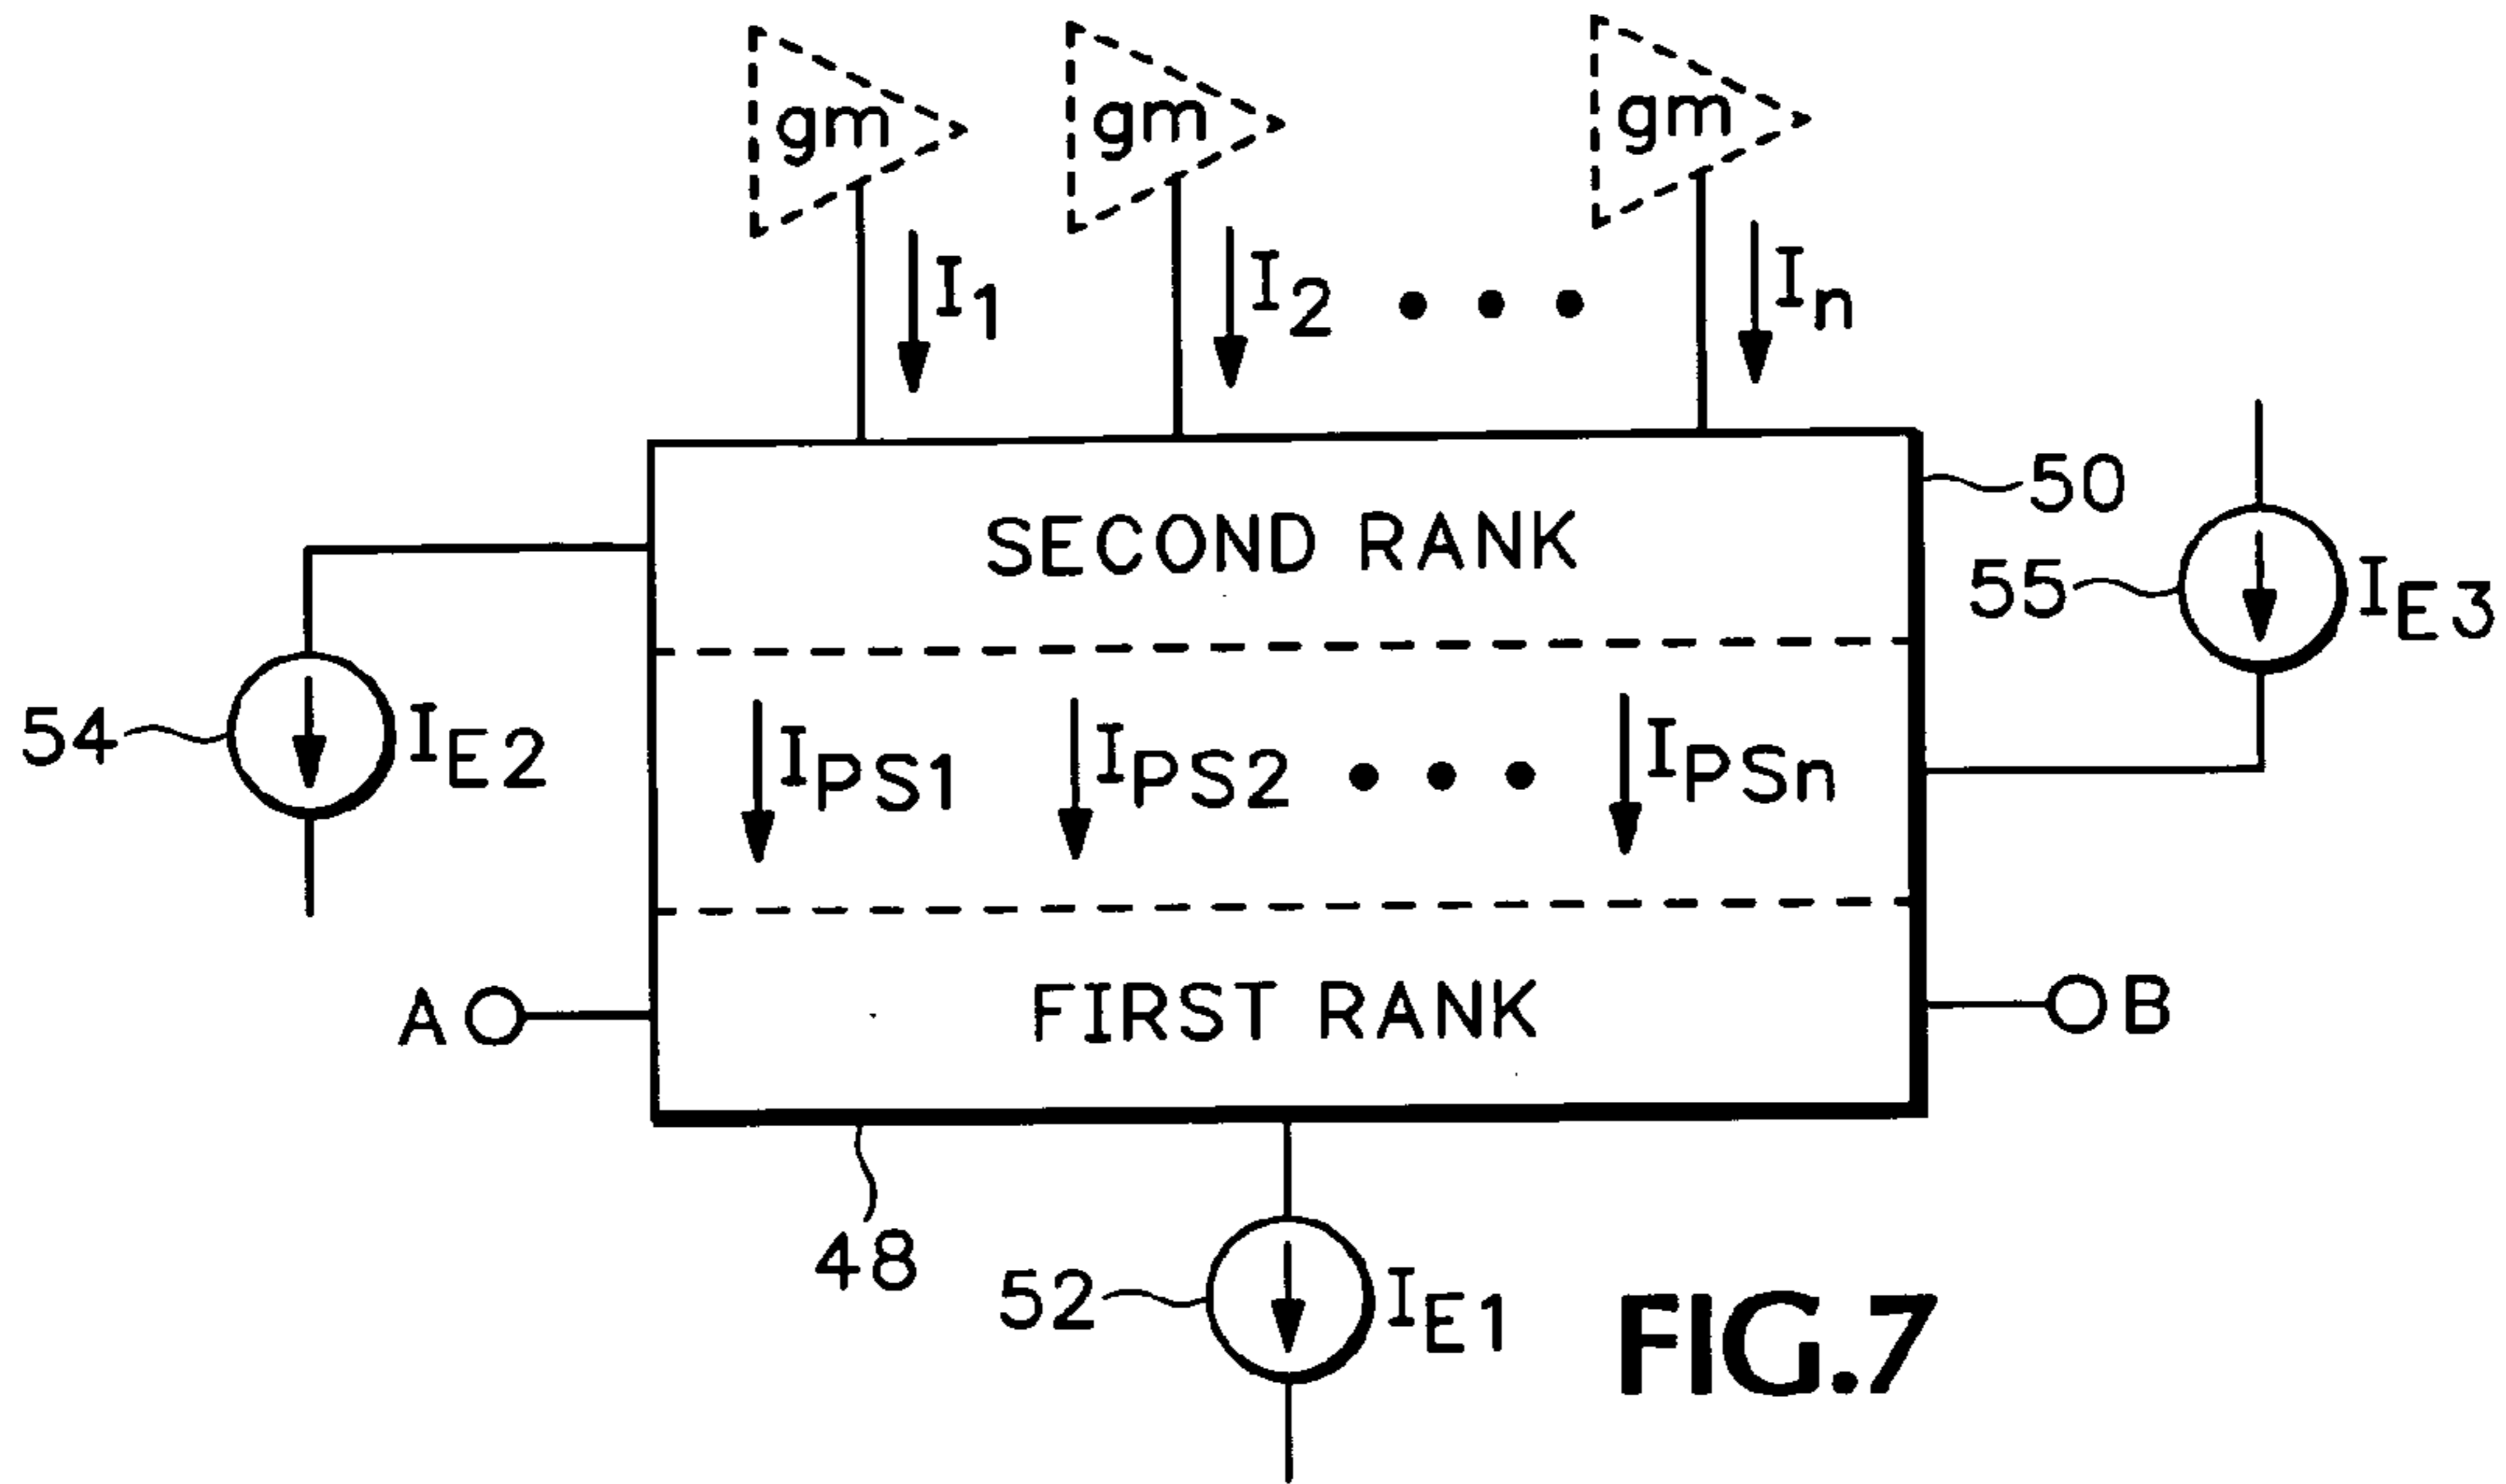 gm gm gm
I1 I2 • • • In
50
SECOND RANK
55 IE3
54 IE2
IPS1 IPS2 • • • IPSn
A FIRST RANK B
48
52 IE1
FIG.7